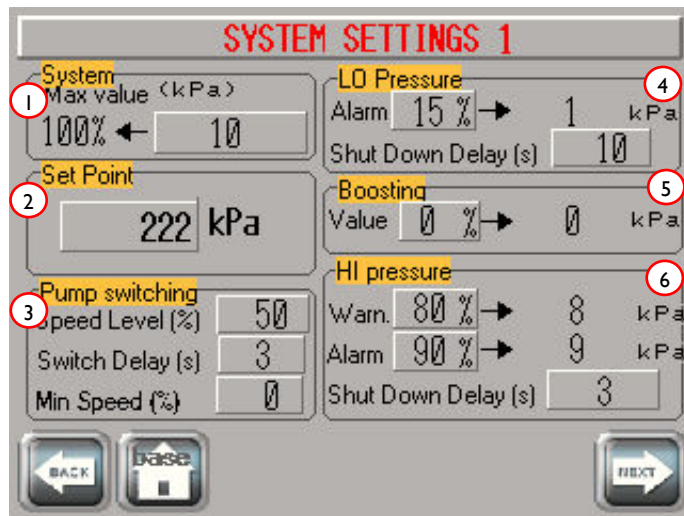 SYSTEM SETTINGS 1
System
1
Max value (kPa)
100% ← 10
Set Point
2
222 kPa
Pump switching
3
Speed Level (%) 50
Switch Delay (s) 3
Min Speed (%) 0
LO Pressure
4
Alarm 15 % → 1 kPa
Shut Down Delay (s) 10
Boosting
5
Value 0 % → 0 kPa
HI pressure
6
Warn. 80 % → 8 kPa
Alarm 90 % → 9 kPa
Shut Down Delay (s) 3
BACK
base
NEXT